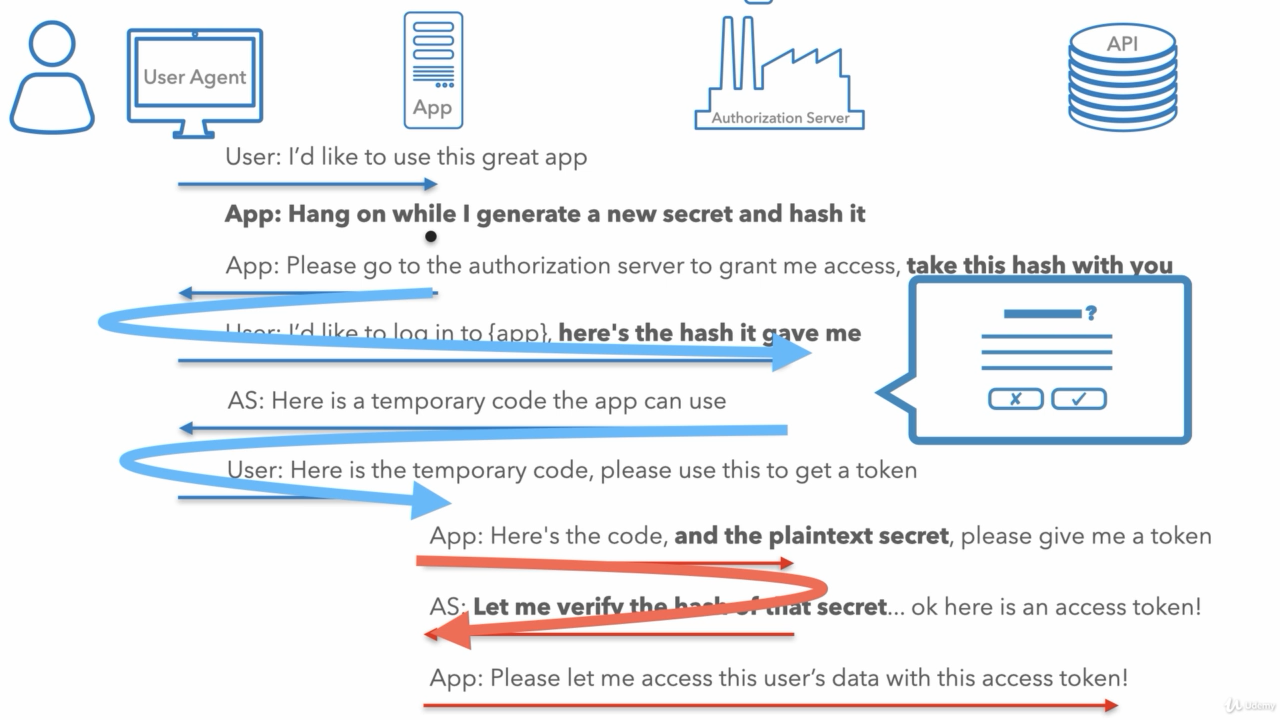 User Agent
App
Authorization Server
API
User: I’d like to use this great app
App: Hang on while I generate a new secret and hash it
App: Please go to the authorization server to grant me access, take this hash with you
?
User: I’d like to log in to {app}, here's the hash it gave me
AS: Here is a temporary code the app can use
✗ ✓
User: Here is the temporary code, please use this to get a token
App: Here's the code, and the plaintext secret, please give me a token
AS: Let me verify the hash of that secret... ok here is an access token!
App: Please let me access this user’s data with this access token!
Udemy